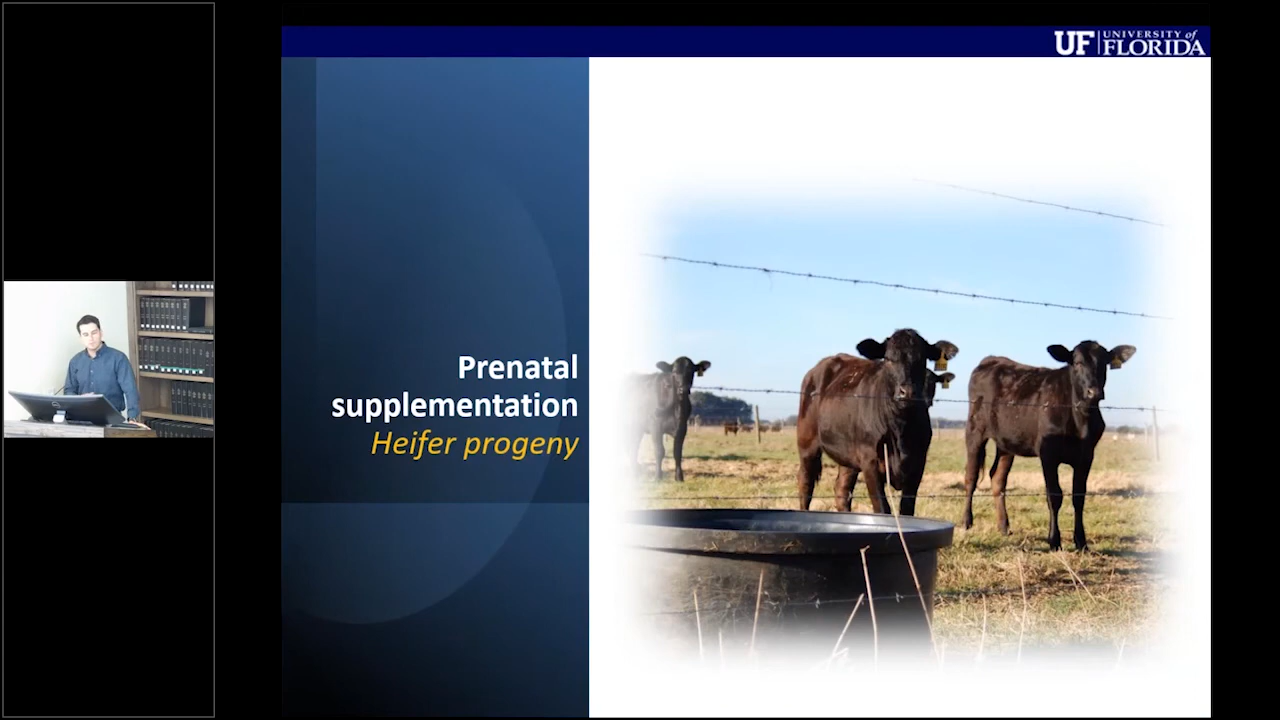 UF UNIVERSITY of
FLORIDA
Prenatal
supplementation
Heifer progeny